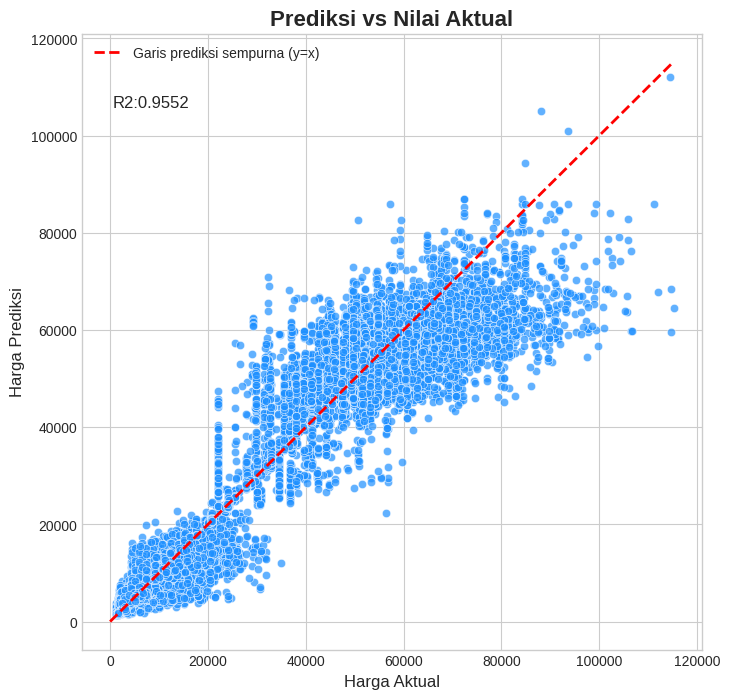 Prediksi vs Nilai Aktual
120000
Garis prediksi sempurna (y=x)
R2:0.9552
100000
80000
60000
40000
20000
0
Harga Prediksi
0 20000 40000 60000 80000 100000 120000
Harga Aktual